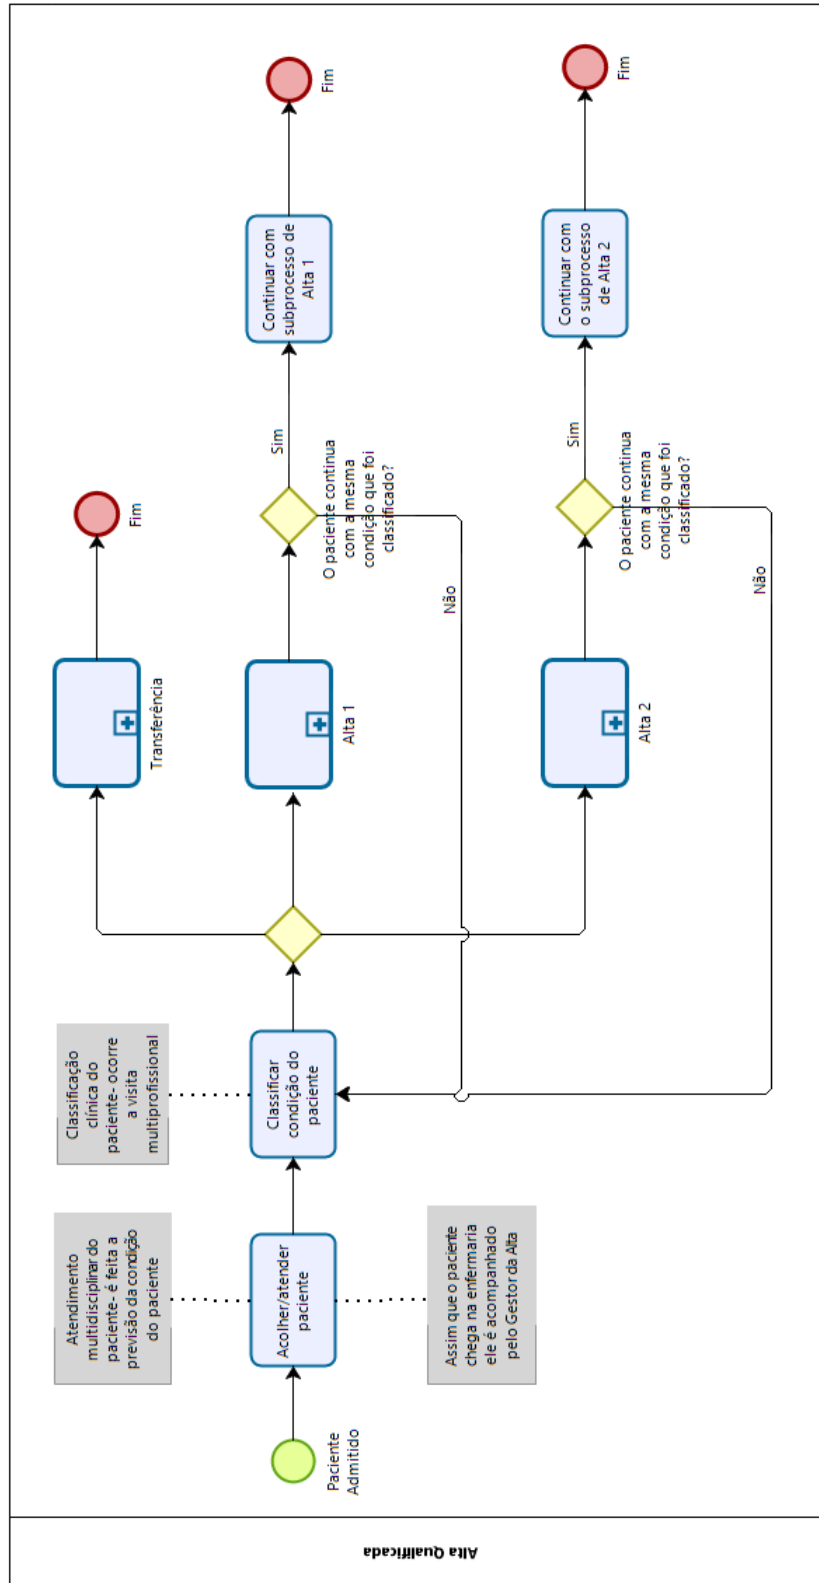 Alta Qualificada
Paciente
Admitido
Atendimento
multidisciplinar do
paciente- é feita a
previsão da condição
do paciente
Acolher/atender
paciente
Assim que o paciente
chega na enfermaria
ele é acompanhado
pelo Gestor da Alta
Classificação
clínica do
paciente- ocorre
a visita
multiprofissional
Classificar
condição do
paciente
Transferência
Fim
Alta 1
O paciente continua
com a mesma
condição que foi
classificado?
Sim
Não
Continuar com
subprocesso de
Alta 1
Fim
Alta 2
O paciente continua
com a mesma
condição que foi
classificado?
Sim
Não
Continuar com
o subprocesso
de Alta 2
Fim